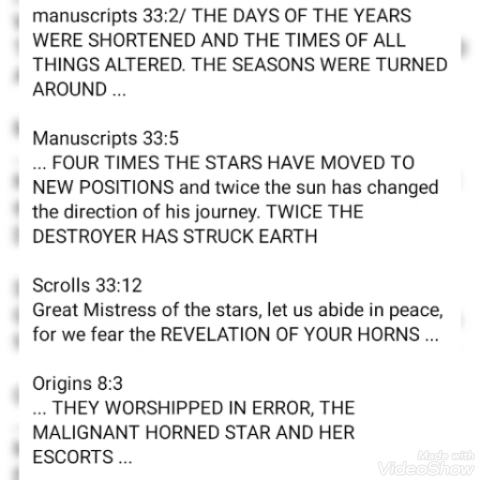 manuscripts 33:2/ THE DAYS OF THE YEARS
WERE SHORTENED AND THE TIMES OF ALL
THINGS ALTERED. THE SEASONS WERE TURNED
AROUND ...
Manuscripts 33:5
... FOUR TIMES THE STARS HAVE MOVED TO
NEW POSITIONS and twice the sun has changed
the direction of his journey. TWICE THE
DESTROYER HAS STRUCK EARTH
Scrolls 33:12
Great Mistress of the stars, let us abide in peace,
for we fear the REVELATION OF YOUR HORNS ...
Origins 8:3
... THEY WORSHIPPED IN ERROR, THE
MALIGNANT HORNED STAR AND HER
ESCORTS ...
Made with
VideoShow